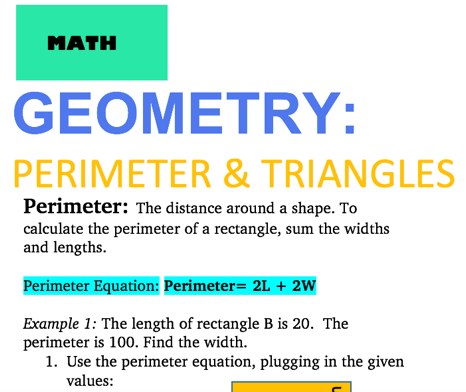 MATH
GEOMETRY:
PERIMETER & TRIANGLES
Perimeter: The distance around a shape. To
calculate the perimeter of a rectangle, sum the widths
and lengths.
Perimeter Equation: Perimeter= 2L + 2W
Example 1: The length of rectangle B is 20. The
perimeter is 100. Find the width.
1. Use the perimeter equation, plugging in the given
values: